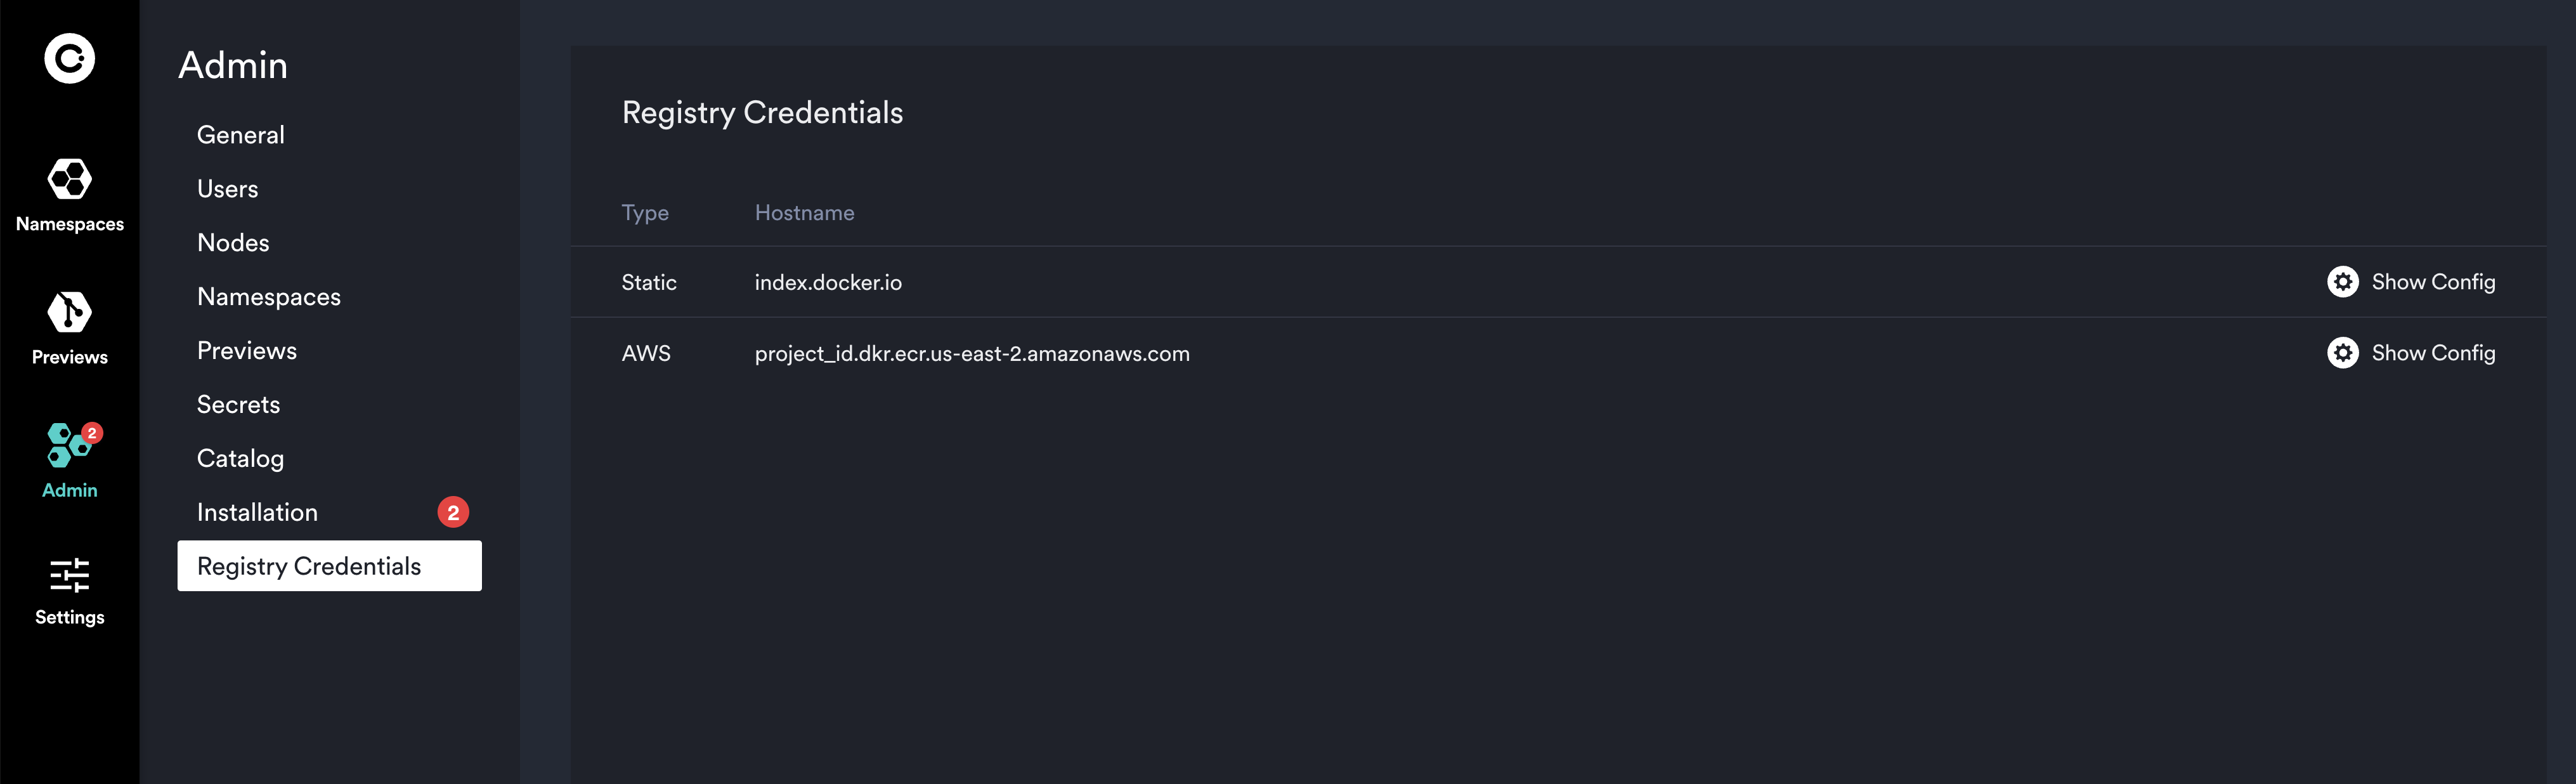 Namespaces
Previews
2
Admin
Settings
Admin
General
Users
Nodes
Namespaces
Previews
Secrets
Catalog
Installation 2
Registry Credentials
Registry Credentials
Type Hostname
Static index.docker.io Show Config
AWS project_id.dkr.ecr.us-east-2.amazonaws.com Show Config